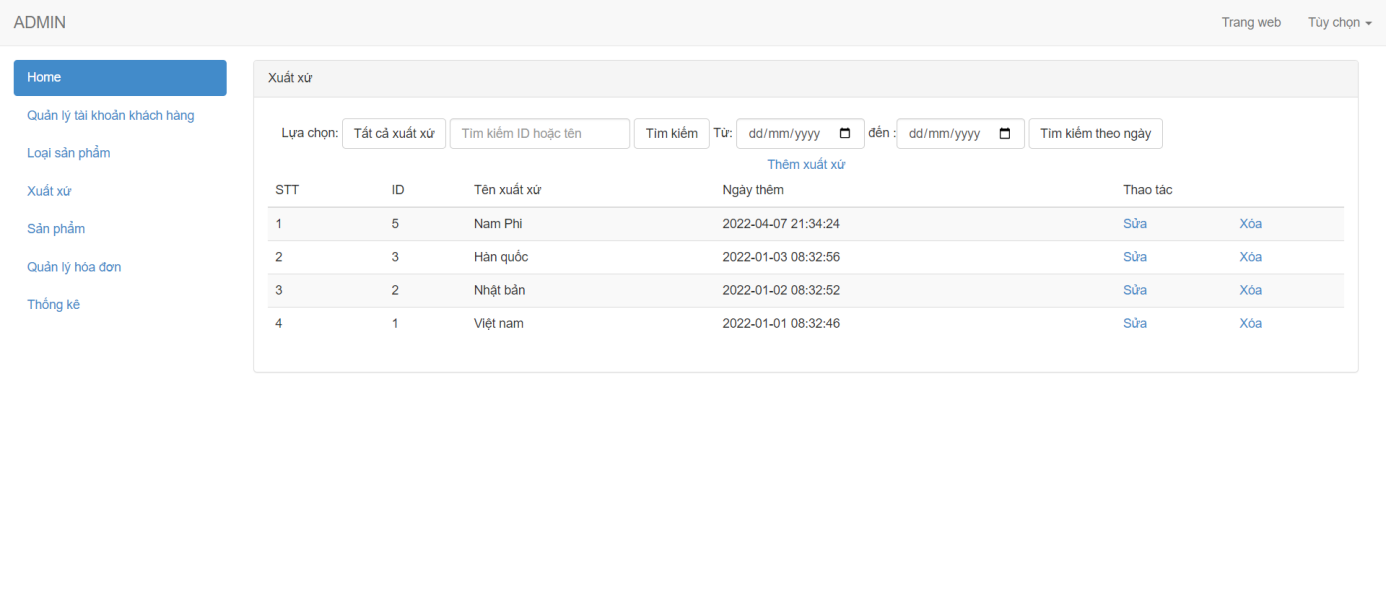 ADMIN Trang web Tùy chọn
Home
Quản lý tài khoản khách hàng
Loại sản phẩm
Xuất xứ
Sản phẩm
Quản lý hóa đơn
Thống kê
Xuất xứ
Lựa chọn: Tất cả xuất xứ Tìm kiếm ID hoặc tên Tìm kiếm Từ: dd/mm/yyyy đến : dd/mm/yyyy Tìm kiếm theo ngày
Thêm xuất xứ
STT ID Tên xuất xứ Ngày thêm Thao tác
1 5 Nam Phi 2022-04-07 21:34:24 Sửa Xóa
2 3 Hàn quốc 2022-01-03 08:32:56 Sửa Xóa
3 2 Nhật bản 2022-01-02 08:32:52 Sửa Xóa
4 1 Việt nam 2022-01-01 08:32:46 Sửa Xóa